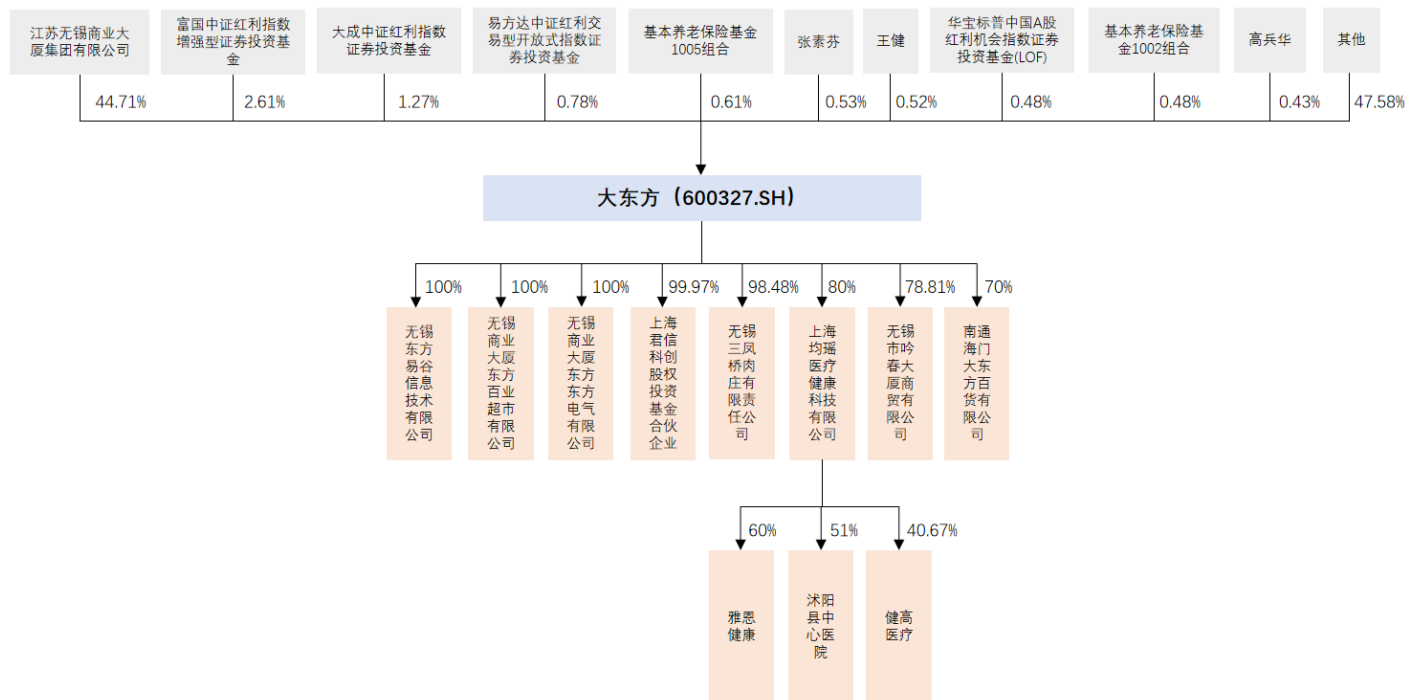 江苏无锡商业大
厦集团有限公司
富国中证红利指数
增强型证券投资基
金
大成中证红利指数
证券投资基金
易方达中证红利交
易型开放式指数证
券投资基金
基本养老保险基金
1005组合
张素芬
王健
华宝标普中国A股
红利机会指数证券
投资基金(LOF)
基本养老保险基
金1002组合
高兵华
其他
44.71%
2.61%
1.27%
0.78%
0.61%
0.53%
0.52%
0.48%
0.48%
0.43%
47.58%
大东方（600327.SH）
100%
100%
100%
99.97%
98.48%
80%
78.81%
70%
无锡
东方
易谷
信息
技术
有限
公司
无锡
商业
大厦
东方
百业
超市
有限
公司
无锡
商业
大厦
东方
东方
电气
有限
公司
上海
君信
科创
股权
投资
基金
合伙
企业
无锡
三凤
桥肉
庄有
限责
任公
司
上海
均瑶
医疗
健康
科技
有限
公司
无锡
市吟
春大
厦商
贸有
限公
司
南通
海门
大东
方百
货有
限公
司
60%
51%
40.67%
雅恩
健康
沭阳
县中
心医
院
健高
医疗